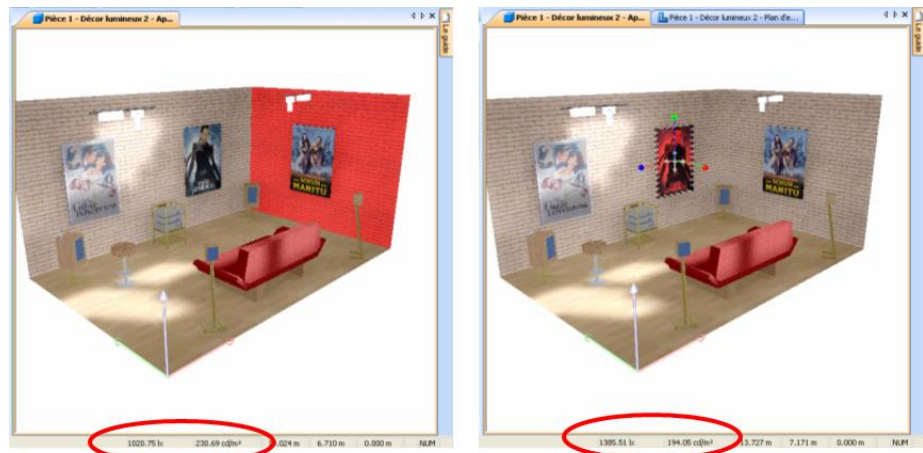 Pièce 1 - Décor lumineux 2 - Ap...
Le guide
MANITU
1020.75 lx 230.69 cd/m² .024 m 6.710 m 0.000 m NUM
Pièce 1 - Décor lumineux 2 - Ap... Pièce 1 - Décor lumineux 2 - Plan d'e...
Le guide
MANITU
1385.51 lx 194.05 cd/m² 13.727 m 7.171 m 0.000 m NUM